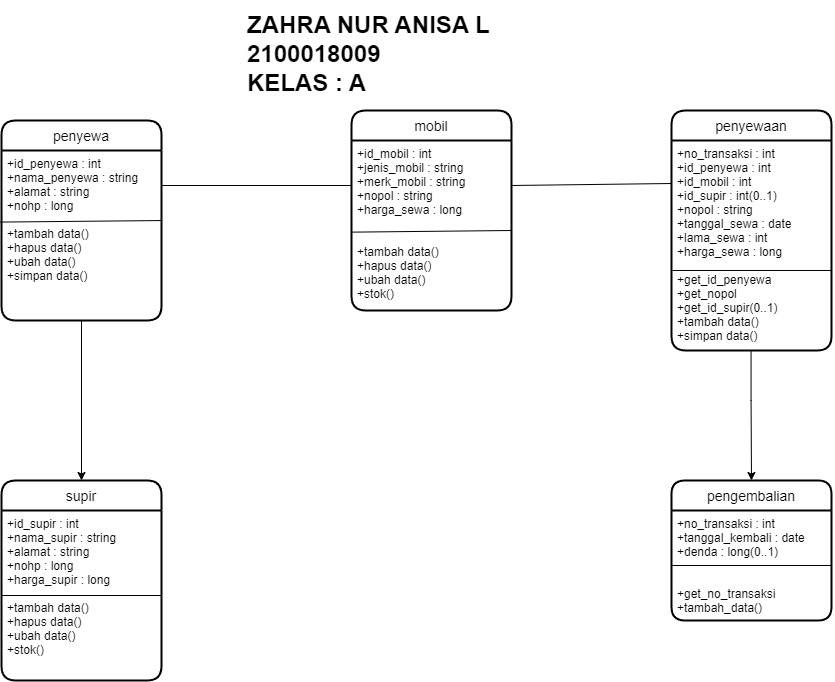 ZAHRA NUR ANISA L
2100018009
KELAS : A
penyewa
+id_penyewa : int
+nama_penyewa : string
+alamat : string
+nohp : long
+tambah data()
+hapus data()
+ubah data()
+simpan data()
mobil
+id_mobil : int
+jenis_mobil : string
+merk_mobil : string
+nopol : string
+harga_sewa : long
+tambah data()
+hapus data()
+ubah data()
+stok()
penyewaan
+no_transaksi : int
+id_penyewa : int
+id_mobil : int
+id_supir : int(0..1)
+nopol : string
+tanggal_sewa : date
+lama_sewa : int
+harga_sewa : long
+get_id_penyewa
+get_nopol
+get_id_supir(0..1)
+tambah data()
+simpan data()
supir
+id_supir : int
+nama_supir : string
+alamat : string
+nohp : long
+harga_supir : long
+tambah data()
+hapus data()
+ubah data()
+stok()
pengembalian
+no_transaksi : int
+tanggal_kembali : date
+denda : long(0..1)
+get_no_transaksi
+tambah_data()